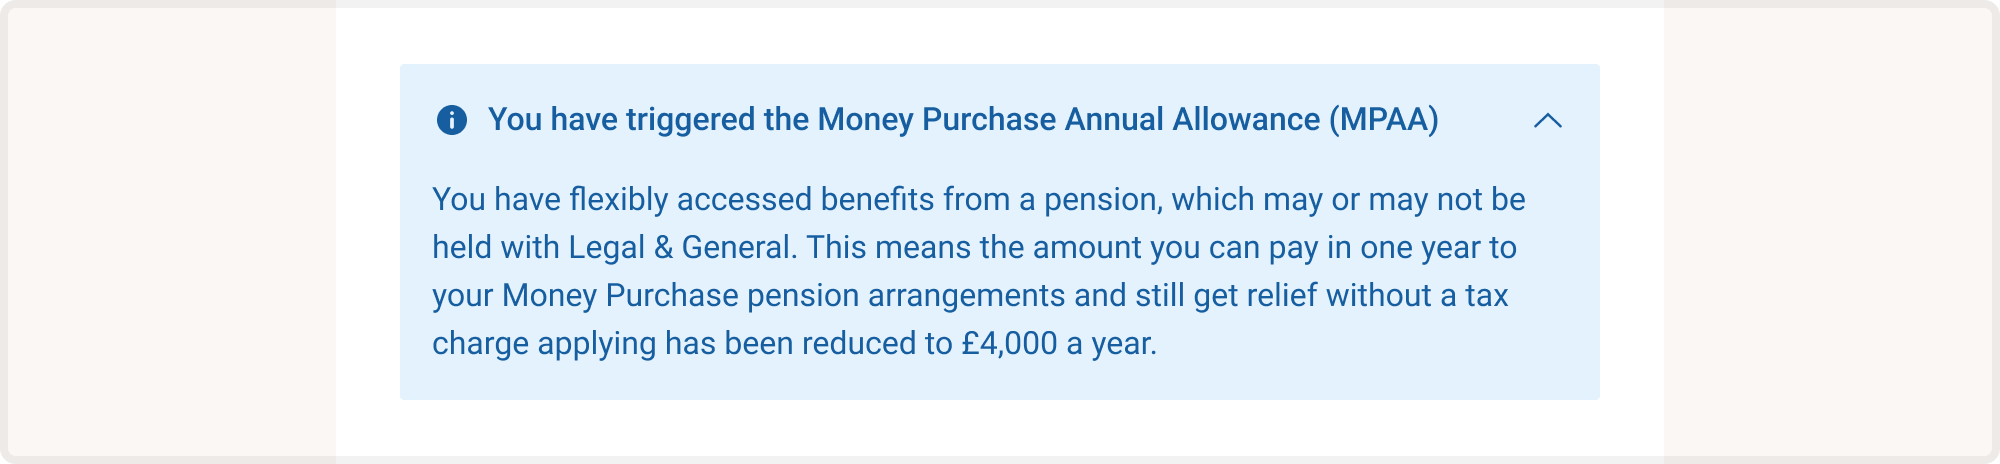 You have triggered the Money Purchase Annual Allowance (MPAA)
You have flexibly accessed benefits from a pension, which may or may not be
held with Legal & General. This means the amount you can pay in one year to
your Money Purchase pension arrangements and still get relief without a tax
charge applying has been reduced to £4,000 a year.